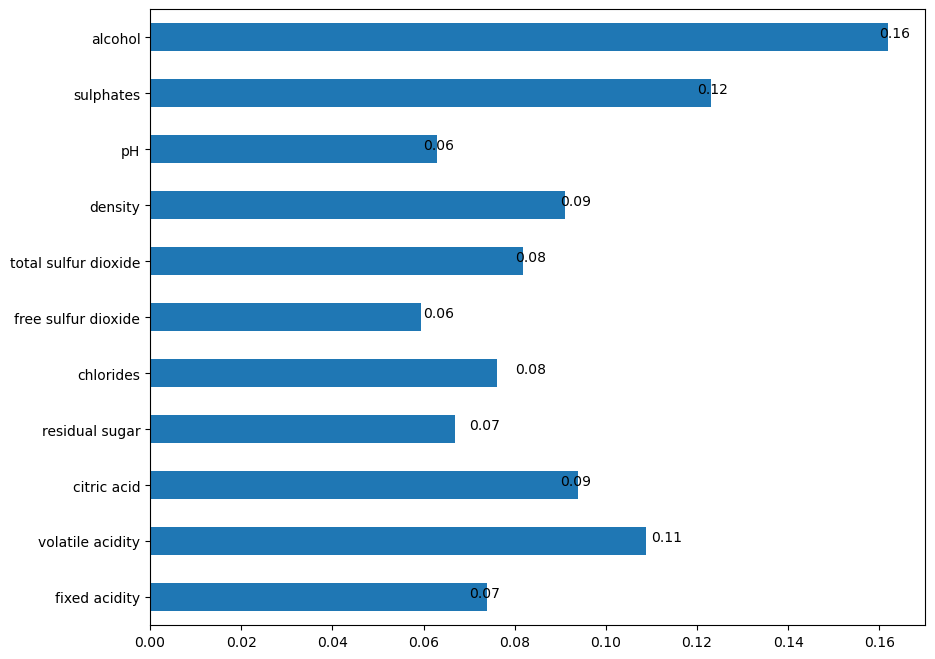 alcohol 0.16
sulphates 0.12
pH 0.06
density 0.09
total sulfur dioxide 0.08
free sulfur dioxide 0.06
chlorides 0.08
residual sugar 0.07
citric acid 0.09
volatile acidity 0.11
fixed acidity 0.07
0.00 0.02 0.04 0.06 0.08 0.10 0.12 0.14 0.16